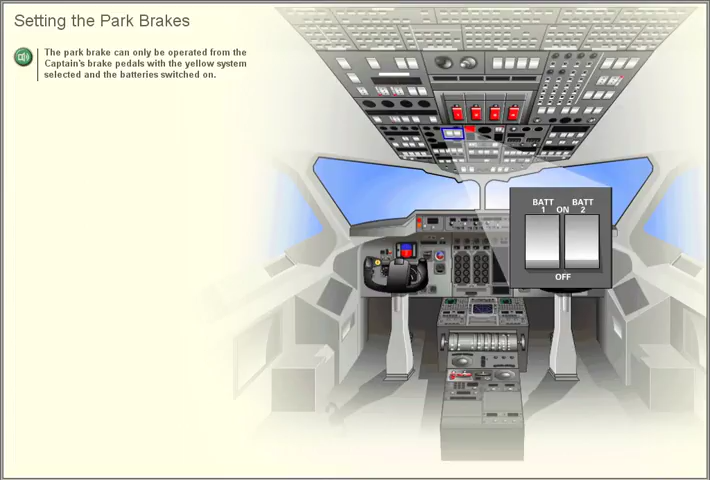 Setting the Park Brakes
The park brake can only be operated from the
Captain's brake pedals with the yellow system
selected and the batteries switched on.
BATT BATT
1 ON 2
OFF